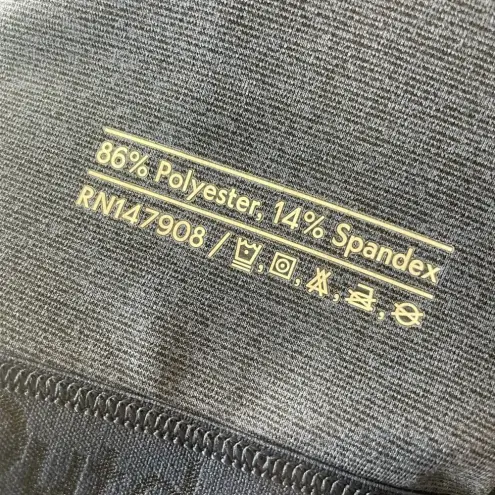 86% Polyester, 14% Spandex
RN147908 /